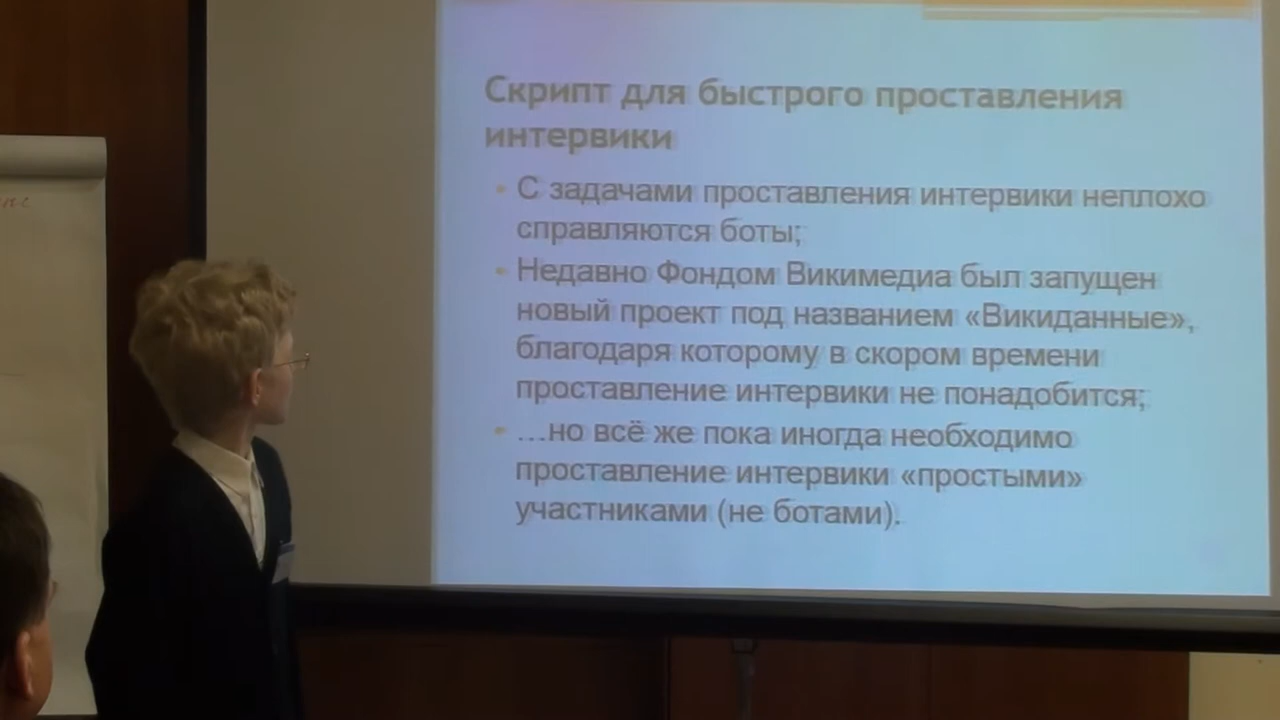 Скрипт для быстрого проставления
интервики
С задачами проставления интервики неплохо
справляются боты;
Недавно Фондом Викимедиа был запущен
новый проект под названием «Викиданные»,
благодаря которому в скором времени
проставление интервики не понадобится;
…но всё же пока иногда необходимо
проставление интервики «простыми»
участниками (не ботами).